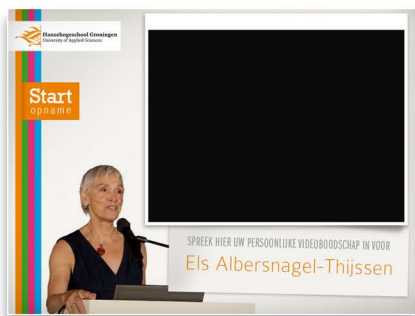 Hanzehogeschool Groningen
University of Applied Sciences
Start
opname
SPREEK HIER UW PERSOONLIJKE VIDEOBOODSCHAP IN VOOR
Els Albersnagel-Thijssen